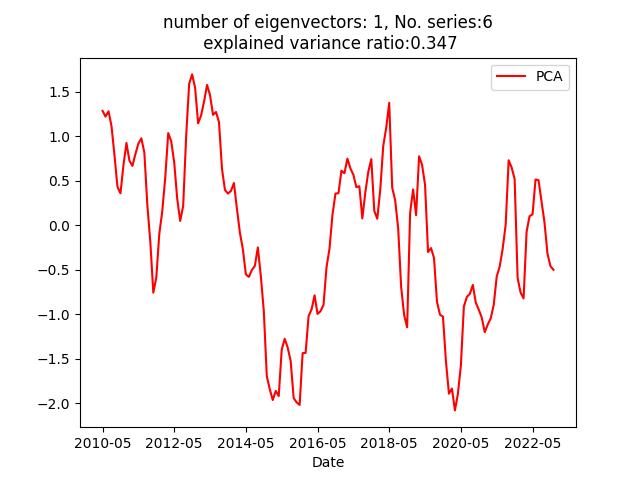 number of eigenvectors: 1, No. series:6
explained variance ratio:0.347
PCA
1.5
1.0
0.5
0.0
−0.5
−1.0
−1.5
−2.0
2010-05 2012-05 2014-05 2016-05 2018-05 2020-05 2022-05
Date